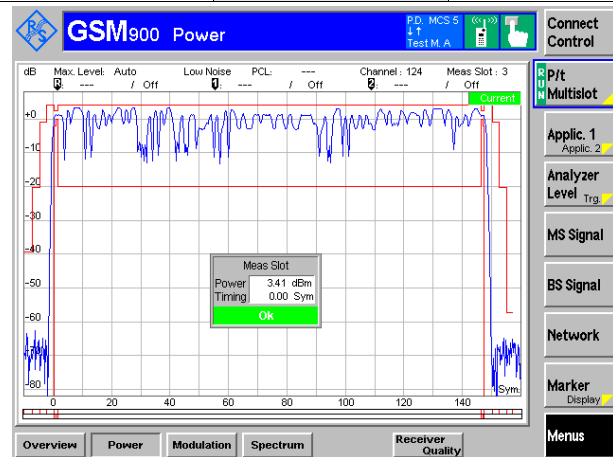 GSM900 Power
P.D. MCS 5
Test M. A
Connect
Control
dB Max. Level: Auto Low Noise PCL: --- Channel : 124 Meas Slot : 3
--- / Off --- / Off --- / Off
Current
RUN
P/t
Multislot
Applic. 1
Applic. 2
Analyzer
Level Trg.
MS Signal
BS Signal
Network
Marker
Display
Menus
+0
-10
-20
-30
-40
-50
-60
-70
-80
Meas Slot
Power 3.41 dBm
Timing 0.00 Sym
Ok
Sym.
0 20 40 60 80 100 120 140
Overview Power Modulation Spectrum Receiver
Quality